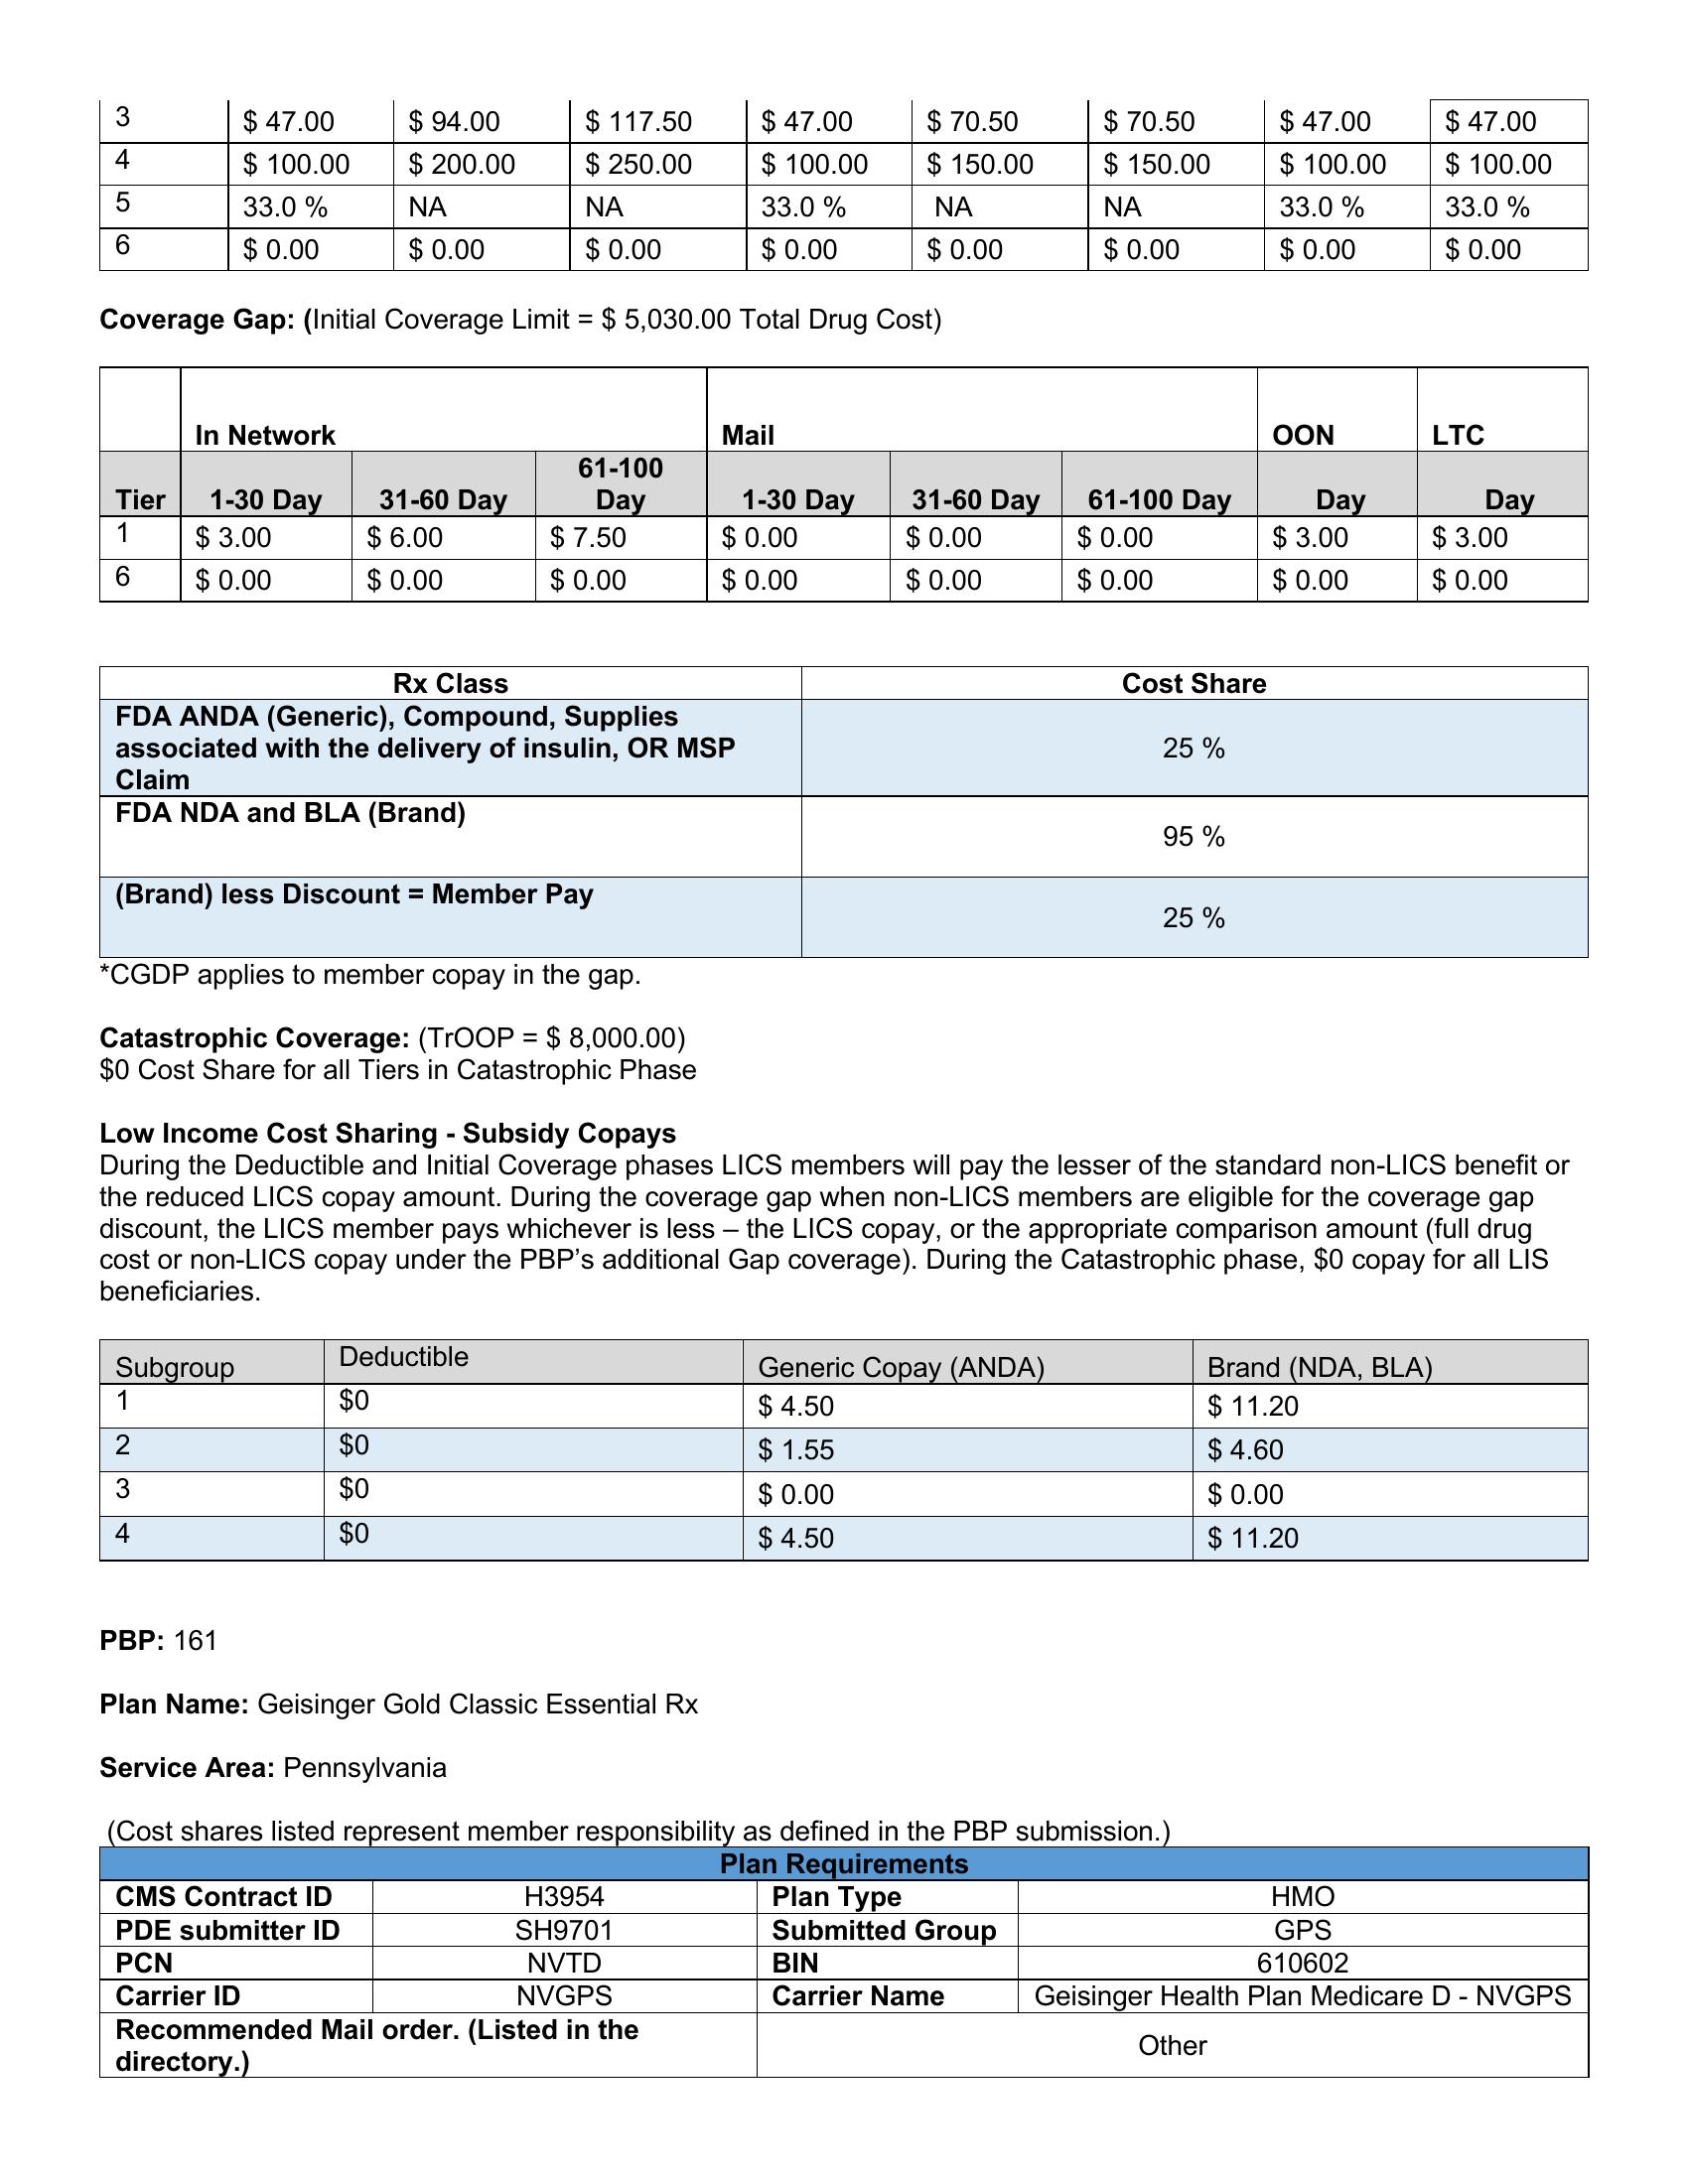 3 $ 47.00 $ 94.00 $ 117.50 $ 47.00 $ 70.50 $ 70.50 $ 47.00 $ 47.00
4 $ 100.00 $ 200.00 $ 250.00 $ 100.00 $ 150.00 $ 150.00 $ 100.00 $ 100.00
5 33.0 % NA NA 33.0 % NA NA 33.0 % 33.0 %
6 $ 0.00 $ 0.00 $ 0.00 $ 0.00 $ 0.00 $ 0.00 $ 0.00 $ 0.00
Coverage Gap: (Initial Coverage Limit = $ 5,030.00 Total Drug Cost)
In Network Mail OON LTC
Tier 1-30 Day 31-60 Day 61-100 Day 1-30 Day 31-60 Day 61-100 Day Day Day
1 $ 3.00 $ 6.00 $ 7.50 $ 0.00 $ 0.00 $ 0.00 $ 3.00 $ 3.00
6 $ 0.00 $ 0.00 $ 0.00 $ 0.00 $ 0.00 $ 0.00 $ 0.00 $ 0.00
Rx Class Cost Share
FDA ANDA (Generic), Compound, Supplies
associated with the delivery of insulin, OR MSP
Claim
25 %
FDA NDA and BLA (Brand)
95 %
(Brand) less Discount = Member Pay
25 %
*CGDP applies to member copay in the gap.
Catastrophic Coverage: (TrOOP = $ 8,000.00)
$0 Cost Share for all Tiers in Catastrophic Phase
Low Income Cost Sharing - Subsidy Copays
During the Deductible and Initial Coverage phases LICS members will pay the lesser of the standard non-LICS benefit or
the reduced LICS copay amount. During the coverage gap when non-LICS members are eligible for the coverage gap
discount, the LICS member pays whichever is less – the LICS copay, or the appropriate comparison amount (full drug
cost or non-LICS copay under the PBP’s additional Gap coverage). During the Catastrophic phase, $0 copay for all LIS
beneficiaries.
Subgroup Deductible Generic Copay (ANDA) Brand (NDA, BLA)
1 $0 $ 4.50 $ 11.20
2 $0 $ 1.55 $ 4.60
3 $0 $ 0.00 $ 0.00
4 $0 $ 4.50 $ 11.20
PBP: 161
Plan Name: Geisinger Gold Classic Essential Rx
Service Area: Pennsylvania
(Cost shares listed represent member responsibility as defined in the PBP submission.)
Plan Requirements
CMS Contract ID H3954 Plan Type HMO
PDE submitter ID SH9701 Submitted Group GPS
PCN NVTD BIN 610602
Carrier ID NVGPS Carrier Name Geisinger Health Plan Medicare D - NVGPS
Recommended Mail order. (Listed in the
directory.)
Other